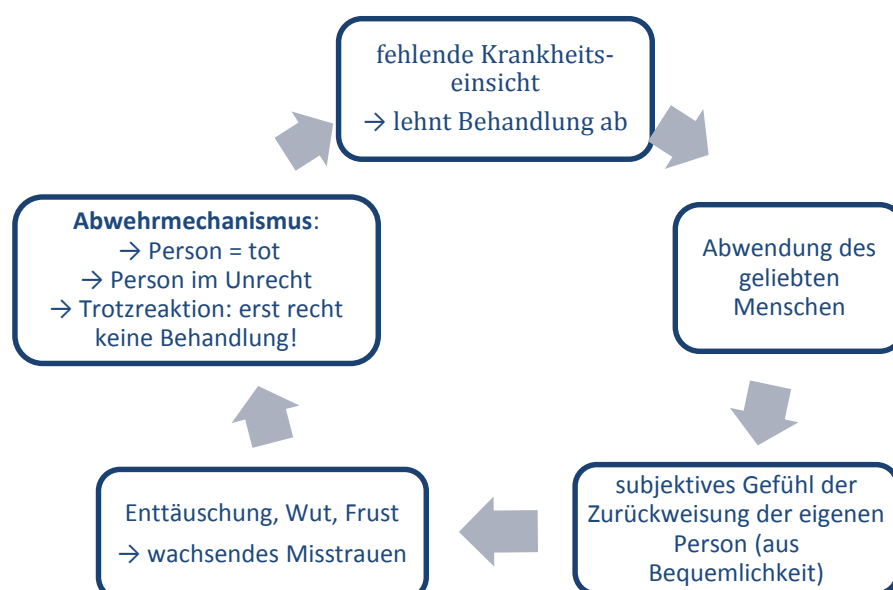 fehlende Krankheits-
einsicht
→ lehnt Behandlung ab
Abwendung des
geliebten
Menschen
subjektives Gefühl der
Zurückweisung der eigenen
Person (aus
Bequemlichkeit)
Enttäuschung, Wut, Frust
→ wachsendes Misstrauen
Abwehrmechanismus:
→ Person = tot
→ Person im Unrecht
→ Trotzreaktion: erst recht
keine Behandlung!